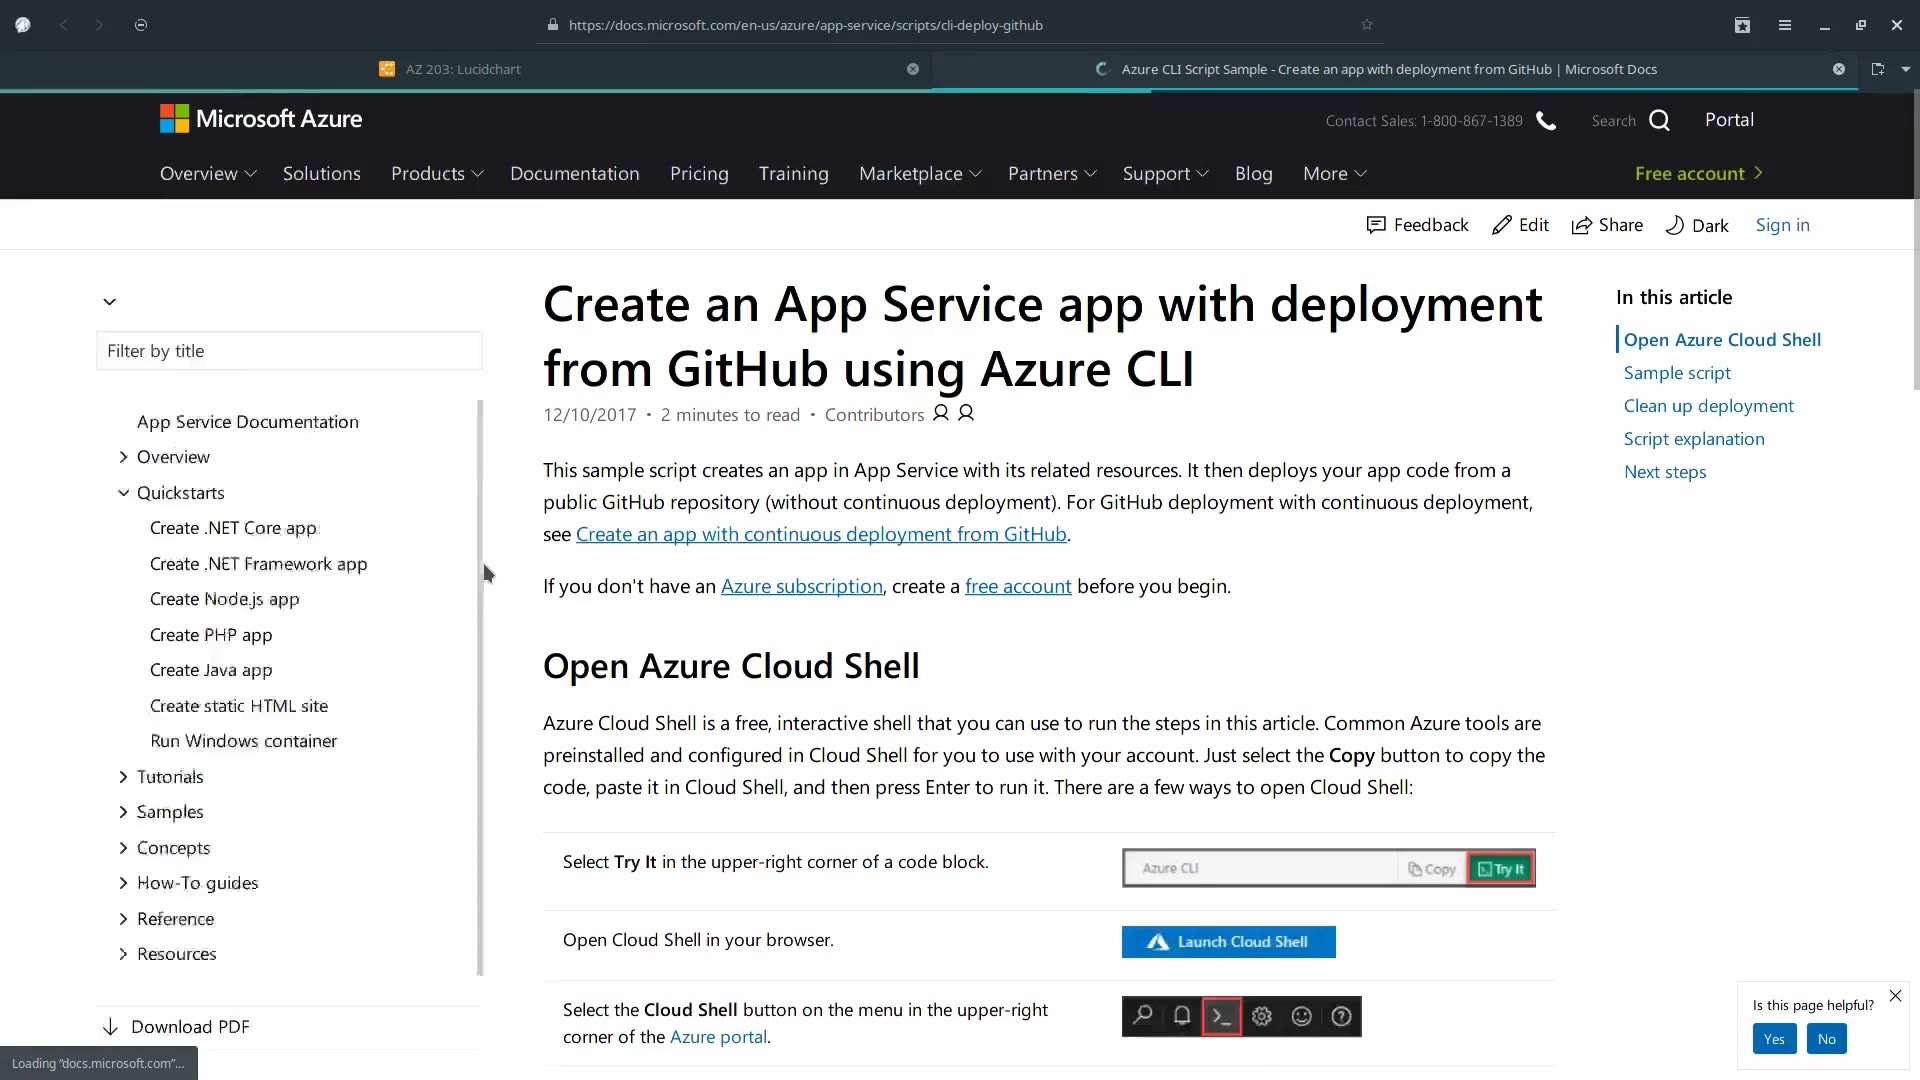 https://docs.microsoft.com/en-us/azure/app-service/scripts/cli-deploy-github
AZ 203: Lucidchart
Azure CLI Script Sample - Create an app with deployment from GitHub | Microsoft Docs
Microsoft Azure
Contact Sales: 1-800-867-1389
Search
Portal
Overview
Solutions
Products
Documentation
Pricing
Training
Marketplace
Partners
Support
Blog
More
Free account
Feedback
Edit
Share
Dark
Sign in
Filter by title
App Service Documentation
Overview
Quickstarts
Create .NET Core app
Create .NET Framework app
Create Node.js app
Create PHP app
Create Java app
Create static HTML site
Run Windows container
Tutorials
Samples
Concepts
How-To guides
Reference
Resources
Download PDF
Loading “docs.microsoft.com”...
Create an App Service app with deployment
from GitHub using Azure CLI
12/10/2017 • 2 minutes to read • Contributors
This sample script creates an app in App Service with its related resources. It then deploys your app code from a
public GitHub repository (without continuous deployment). For GitHub deployment with continuous deployment,
see Create an app with continuous deployment from GitHub.
If you don't have an Azure subscription, create a free account before you begin.
Open Azure Cloud Shell
Azure Cloud Shell is a free, interactive shell that you can use to run the steps in this article. Common Azure tools are
preinstalled and configured in Cloud Shell for you to use with your account. Just select the Copy button to copy the
code, paste it in Cloud Shell, and then press Enter to run it. There are a few ways to open Cloud Shell:
Select Try It in the upper-right corner of a code block.
Azure CLI
Copy
Try It
Open Cloud Shell in your browser.
Launch Cloud Shell
Select the Cloud Shell button on the menu in the upper-right
corner of the Azure portal.
In this article
Open Azure Cloud Shell
Sample script
Clean up deployment
Script explanation
Next steps
Is this page helpful?
Yes
No